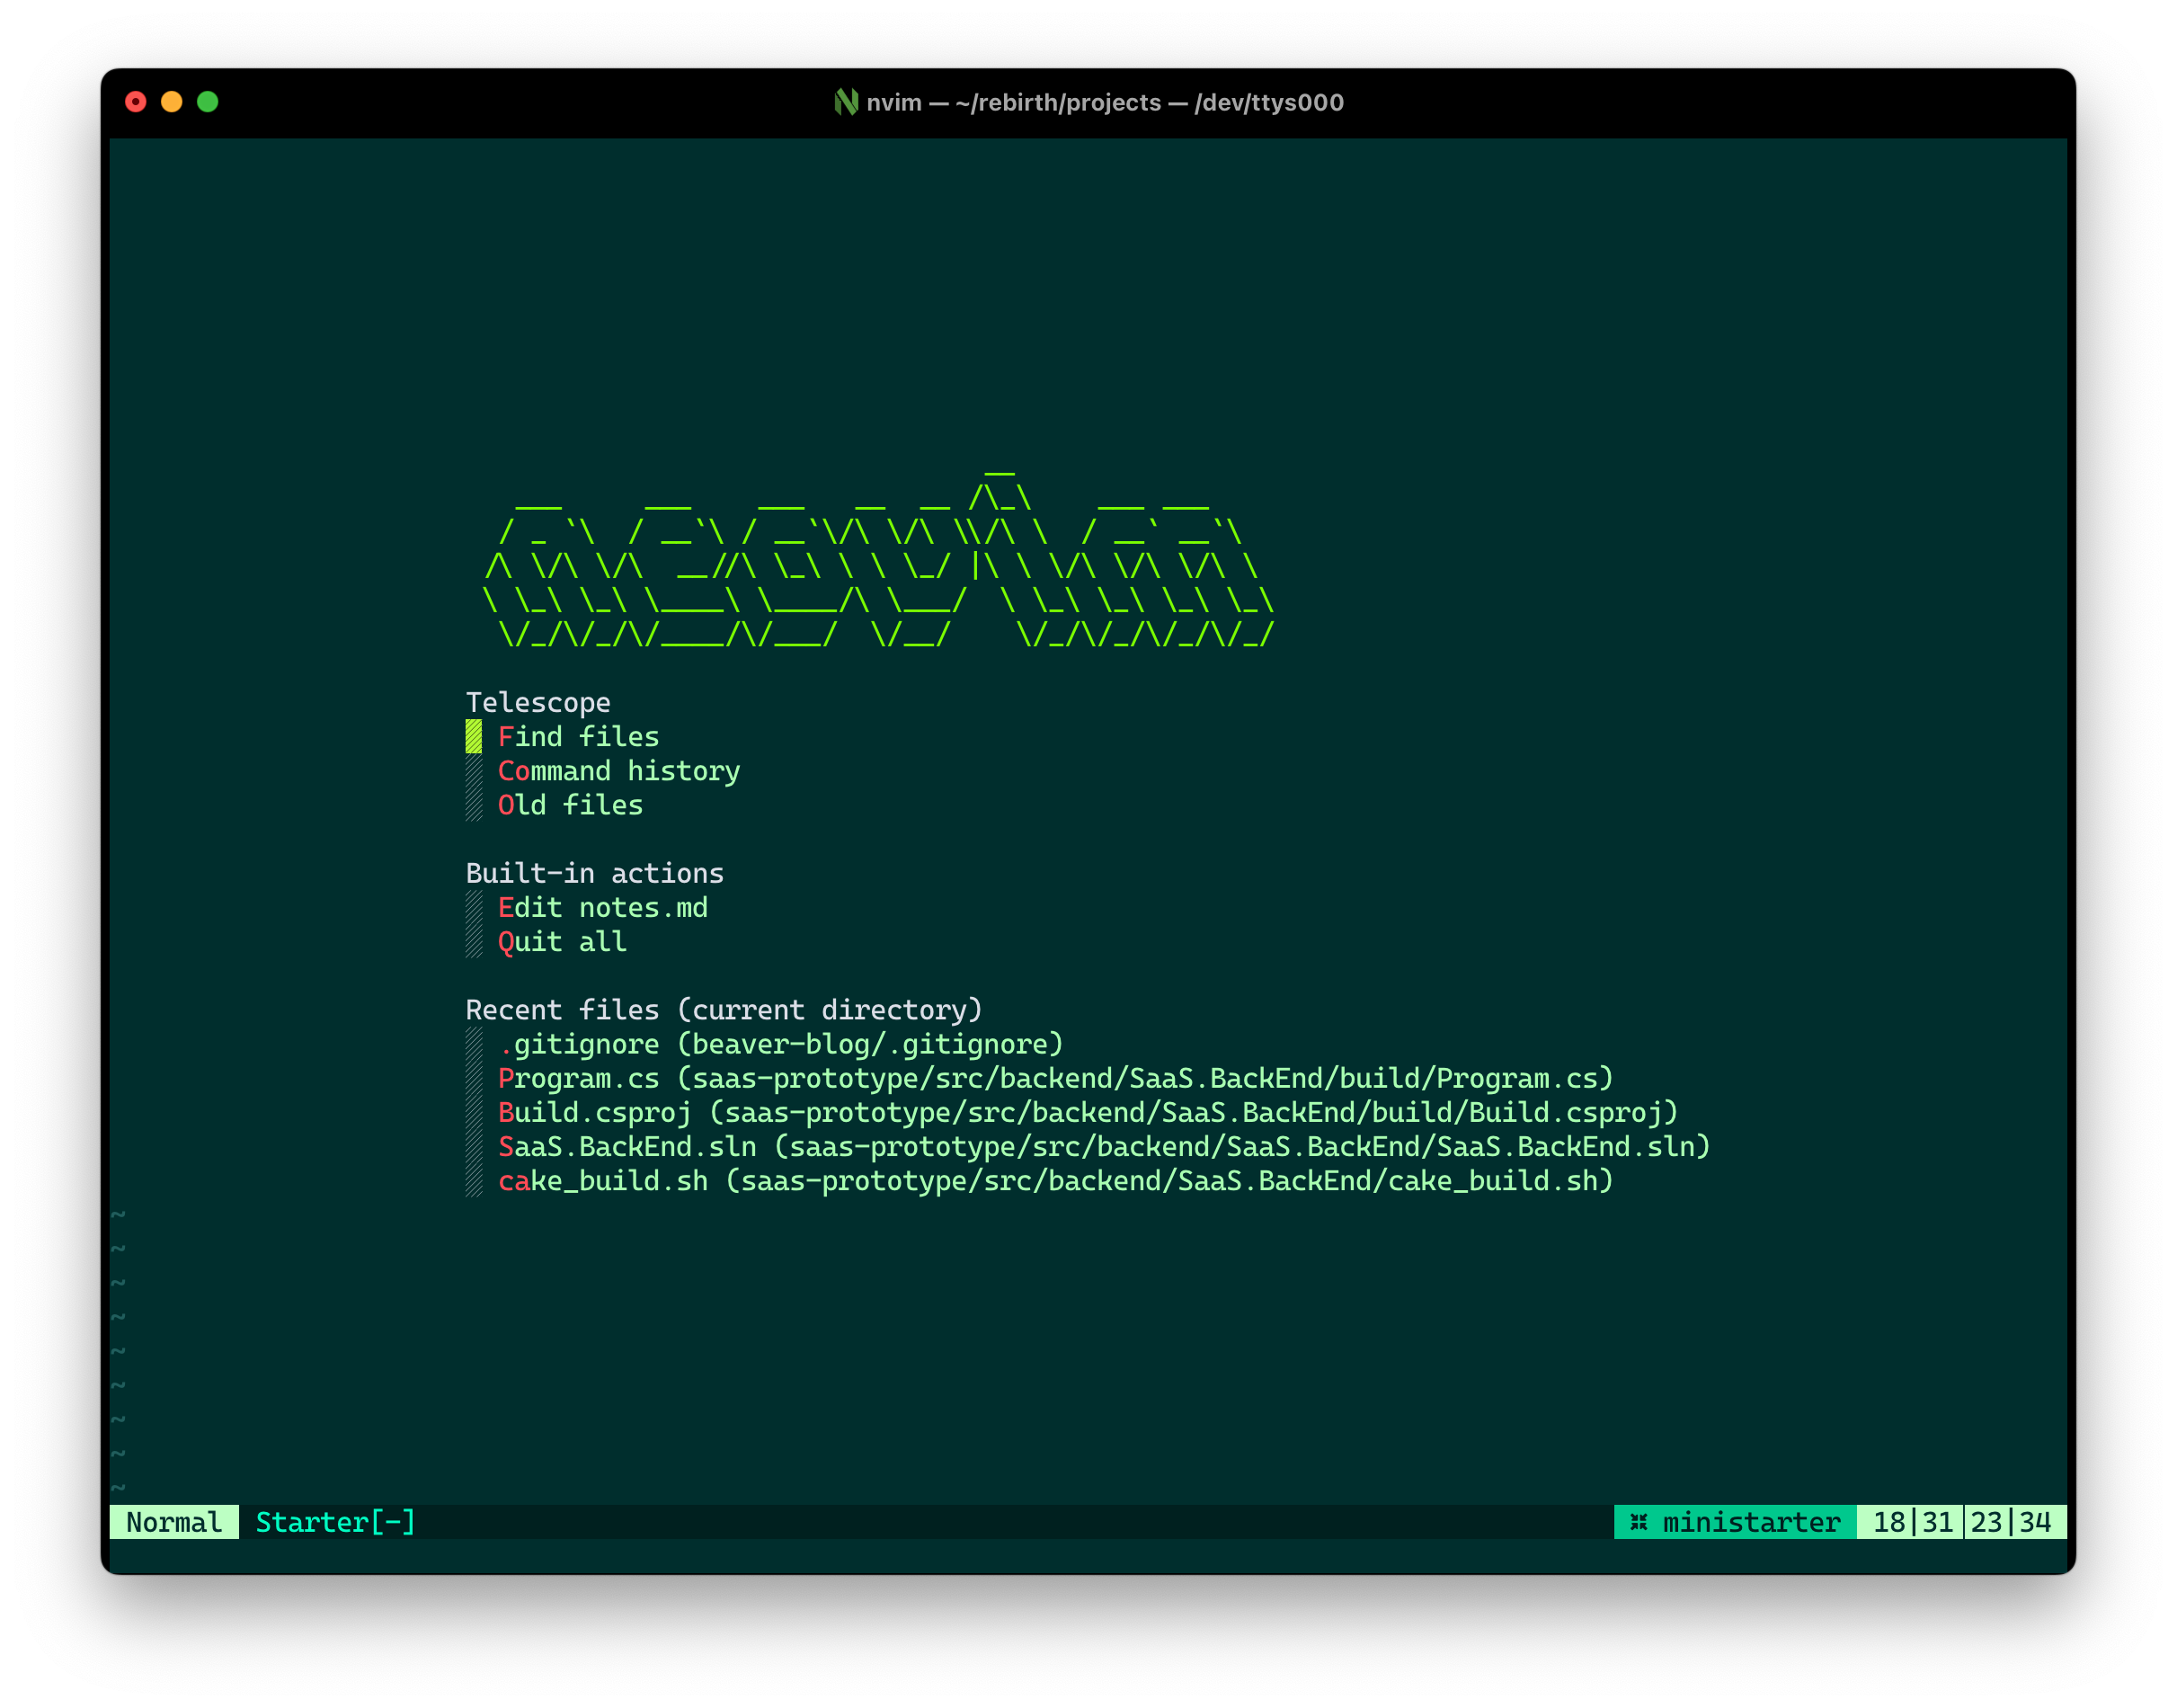 nvim — ~/rebirth/projects — /dev/ttys000
neovim
Telescope
Find files
Command history
Old files
Built-in actions
Edit notes.md
Quit all
Recent files (current directory)
.gitignore (beaver-blog/.gitignore)
Program.cs (saas-prototype/src/backend/SaaS.BackEnd/build/Program.cs)
Build.csproj (saas-prototype/src/backend/SaaS.BackEnd/build/Build.csproj)
SaaS.BackEnd.sln (saas-prototype/src/backend/SaaS.BackEnd/SaaS.BackEnd.sln)
cake_build.sh (saas-prototype/src/backend/SaaS.BackEnd/cake_build.sh)
~
~
~
~
~
~
~
~
~
Normal Starter[-] ministarter 18|31 23|34